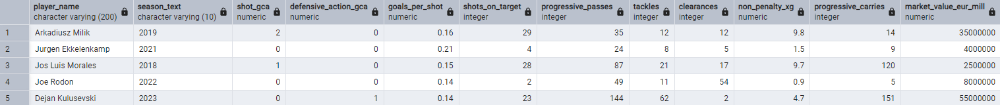 player_name season_text shot_gca defensive_action_gca goals_per_shot shots_on_target progressive_passes tackles clearances non_penalty_xg progressive_carries market_value_eur_mill
character varying (200) character varying (10) numeric numeric numeric integer integer integer integer numeric integer numeric
1 Arkadiusz Milik 2019 2 0 0.16 29 35 12 12 9.8 14 35000000
2 Jurgen Ekkelenkamp 2021 0 0 0.21 4 24 8 5 1.5 9 4000000
3 Jos Luis Morales 2018 1 0 0.15 28 87 21 17 9.7 120 2500000
4 Joe Rodon 2022 0 0 0.14 2 49 11 54 0.9 5 8000000
5 Dejan Kulusevski 2023 0 1 0.14 23 144 62 2 4.7 151 55000000